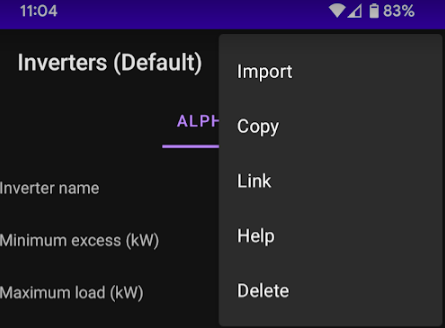 11:04 83%
Inverters (Default)
Import
ALPH
Copy
Link
Inverter name
Help
Minimum excess (kW)
Delete
Maximum load (kW)